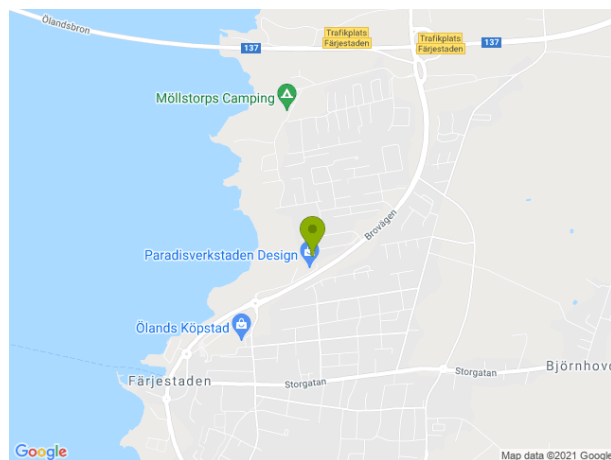 Ölandsbron
137
Trafikplats
Färjestaden
Trafikplats
Färjestaden
137
Möllstorps Camping
Brovägen
Paradisverkstaden Design
Ölands Köpstad
Färjestaden
Storgatan
Storgatan
Björnhovd
Google
Map data ©2021 Google